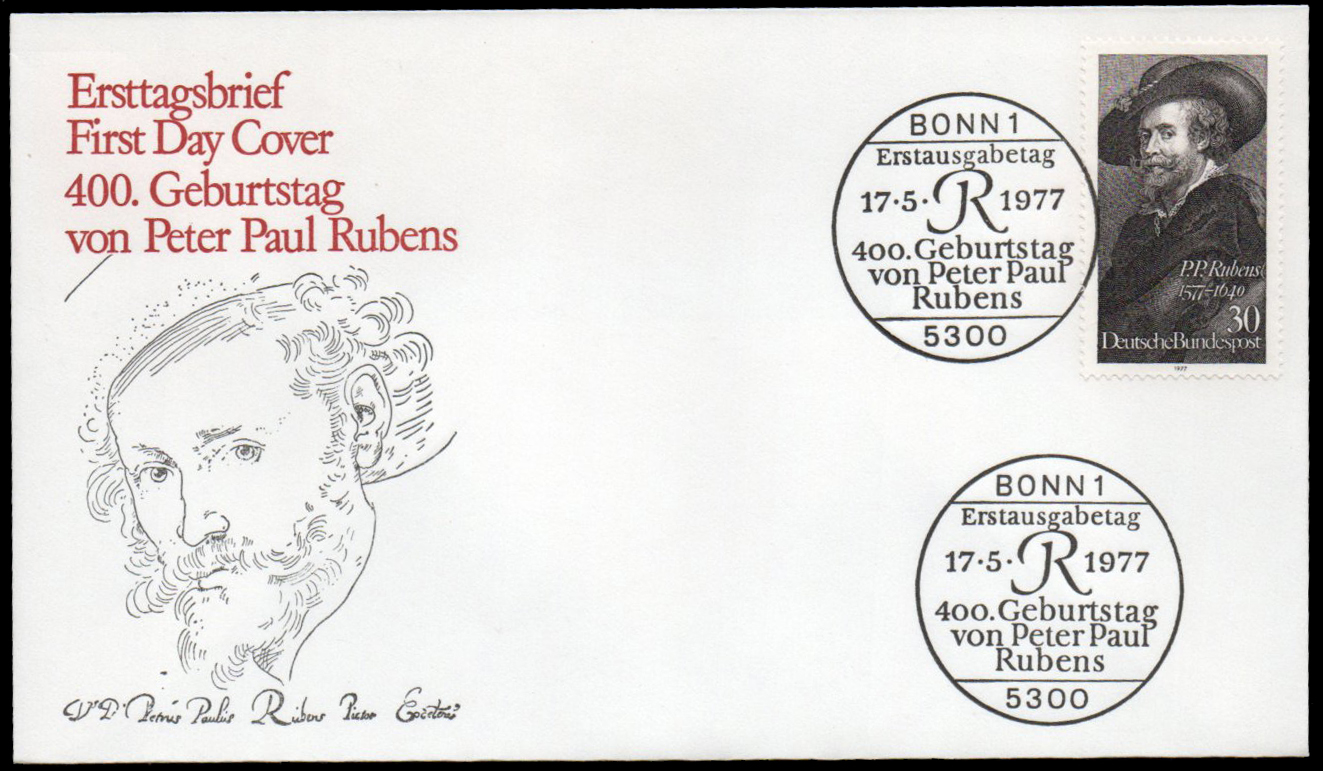 Ersttagsbrief
First Day Cover
400. Geburtstag
von Peter Paul Rubens
BONN 1
Erstausgabetag
17·5· R 1977
400. Geburtstag
von Peter Paul
Rubens
5300
P.P. Rubens
1577-1640
30
Deutsche Bundespost
1977
BONN 1
Erstausgabetag
17·5· R 1977
400. Geburtstag
von Peter Paul
Rubens
5300
Petrus Paulus Rubens Pictor